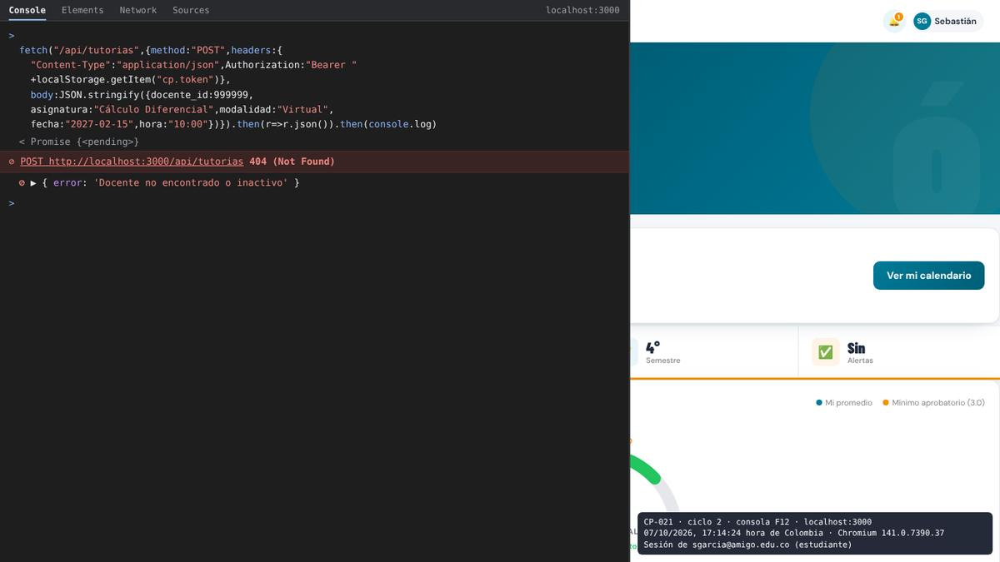 Console Elements Network Sources localhost:3000
>
fetch("/api/tutorias",{method:"POST",headers:{
"Content-Type":"application/json",Authorization:"Bearer "
+localStorage.getItem("cp.token")},
body:JSON.stringify({docente_id:999999,
asignatura:"Cálculo Diferencial",modalidad:"Virtual",
fecha:"2027-02-15",hora:"10:00"})}).then(r=>r.json()).then(console.log)
< Promise {<pending>}
⊘ POST http://localhost:3000/api/tutorias 404 (Not Found)
⊘ ▶ { error: 'Docente no encontrado o inactivo' }
>
1
SG Sebastián
ó
Ver mi calendario
4°
Semestre
Sin
Alertas
Mi promedio Mínimo aprobatorio (3.0)
CP-021 · ciclo 2 · consola F12 · localhost:3000
07/10/2026, 17:14:24 hora de Colombia · Chromium 141.0.7390.37
Sesión de sgarcia@amigo.edu.co (estudiante)